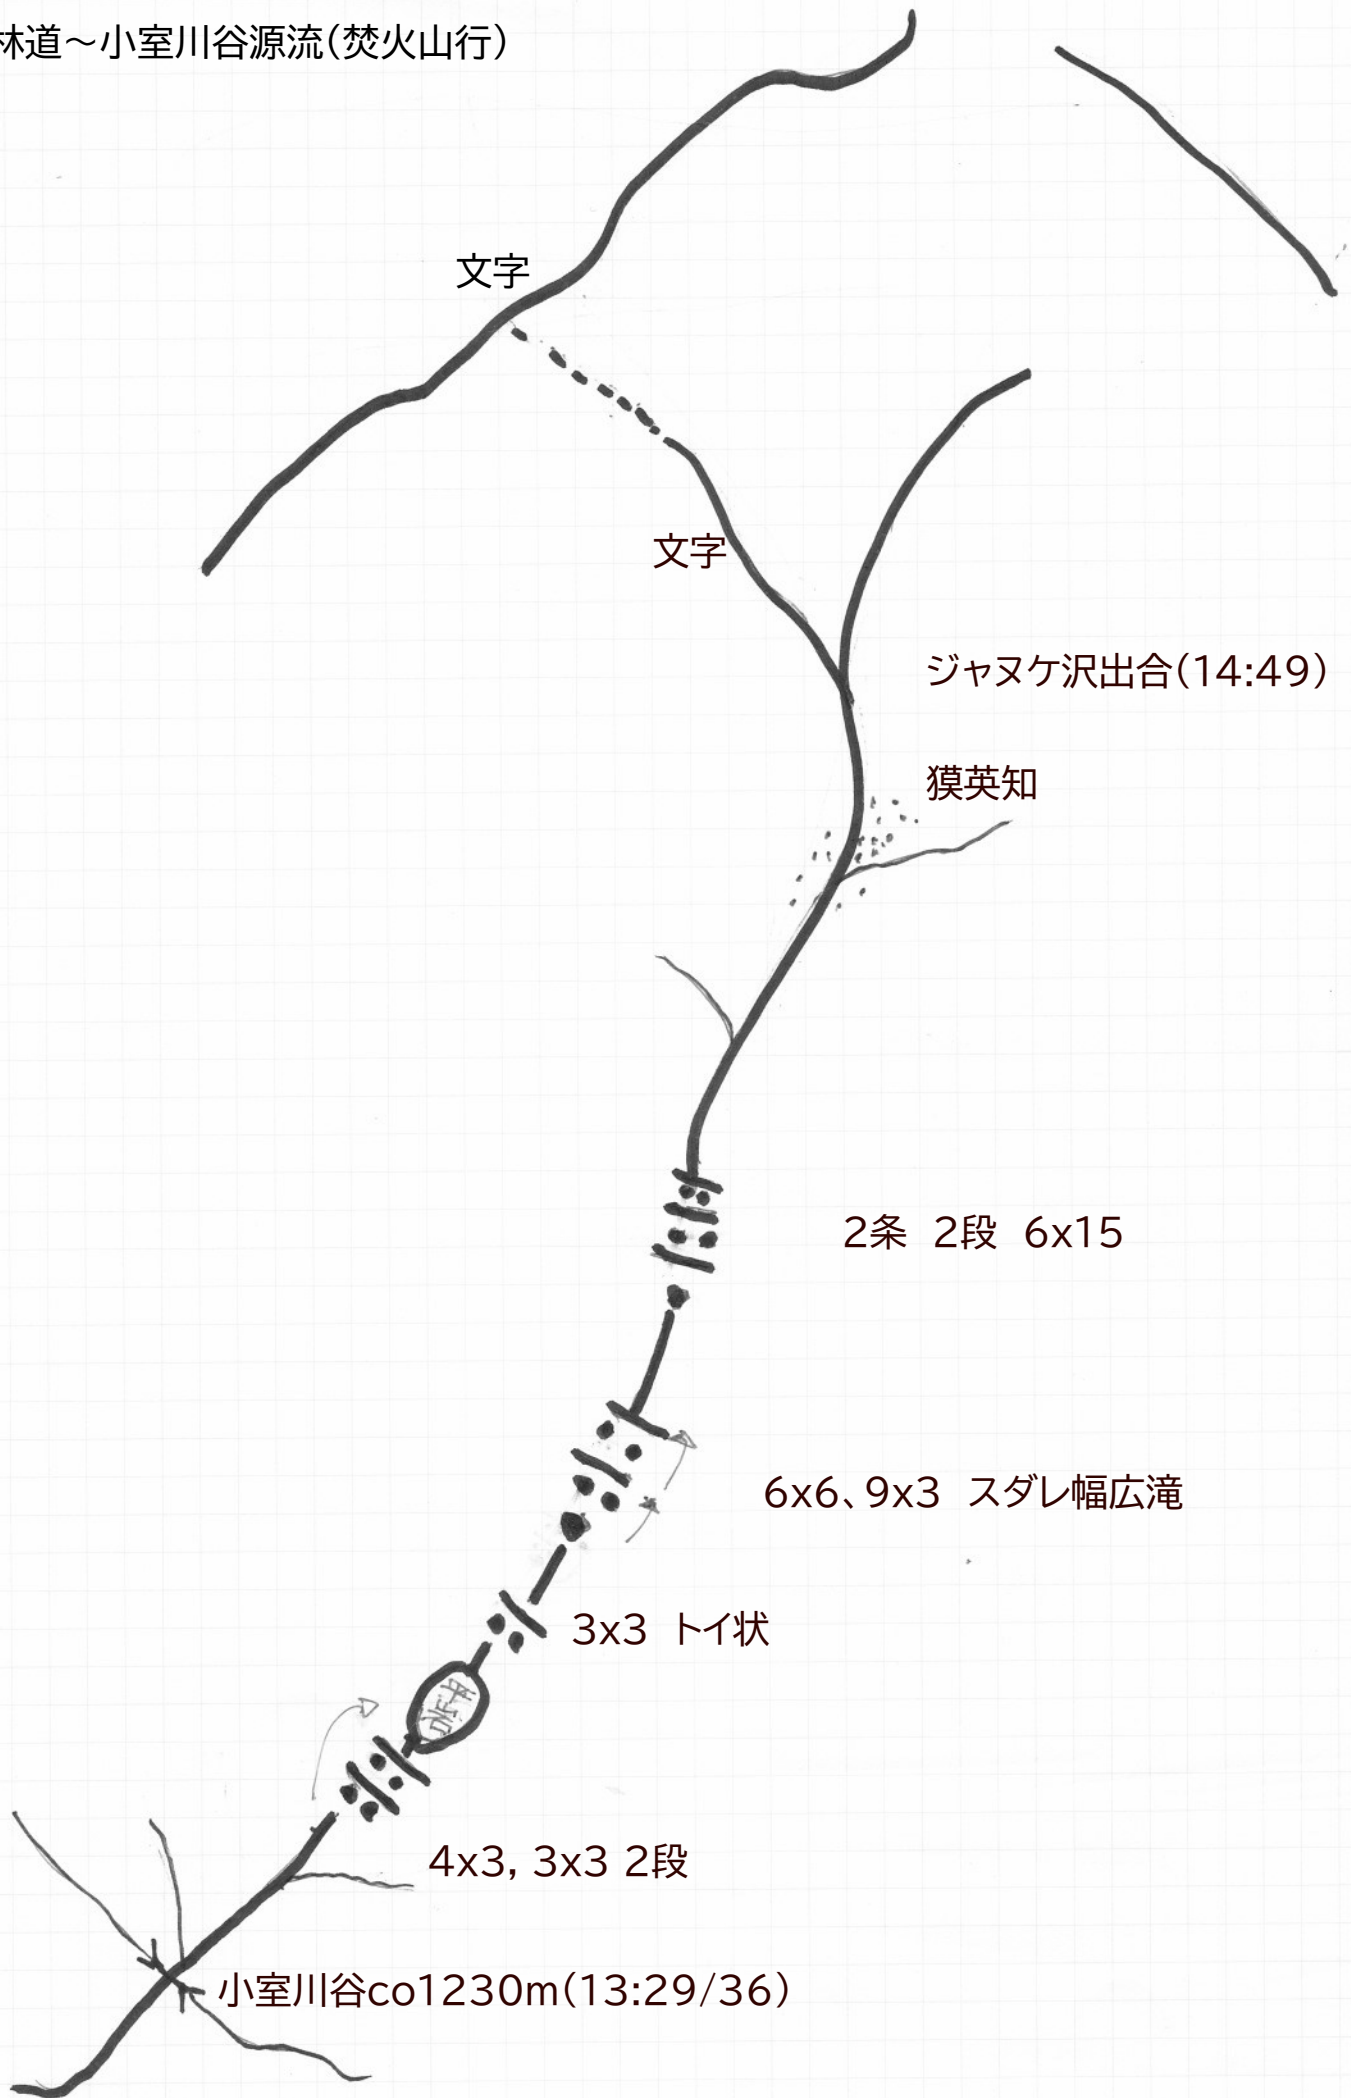 林道～小室川谷源流(焚火山行)
文字
文字
ジャヌケ沢出合(14:49)
獏英知
2条　2段　6x15
6x6、9x3　スダレ幅広滝
3x3　トイ状
4x3, 3x3 2段
小室川谷co1230m(13:29/36)